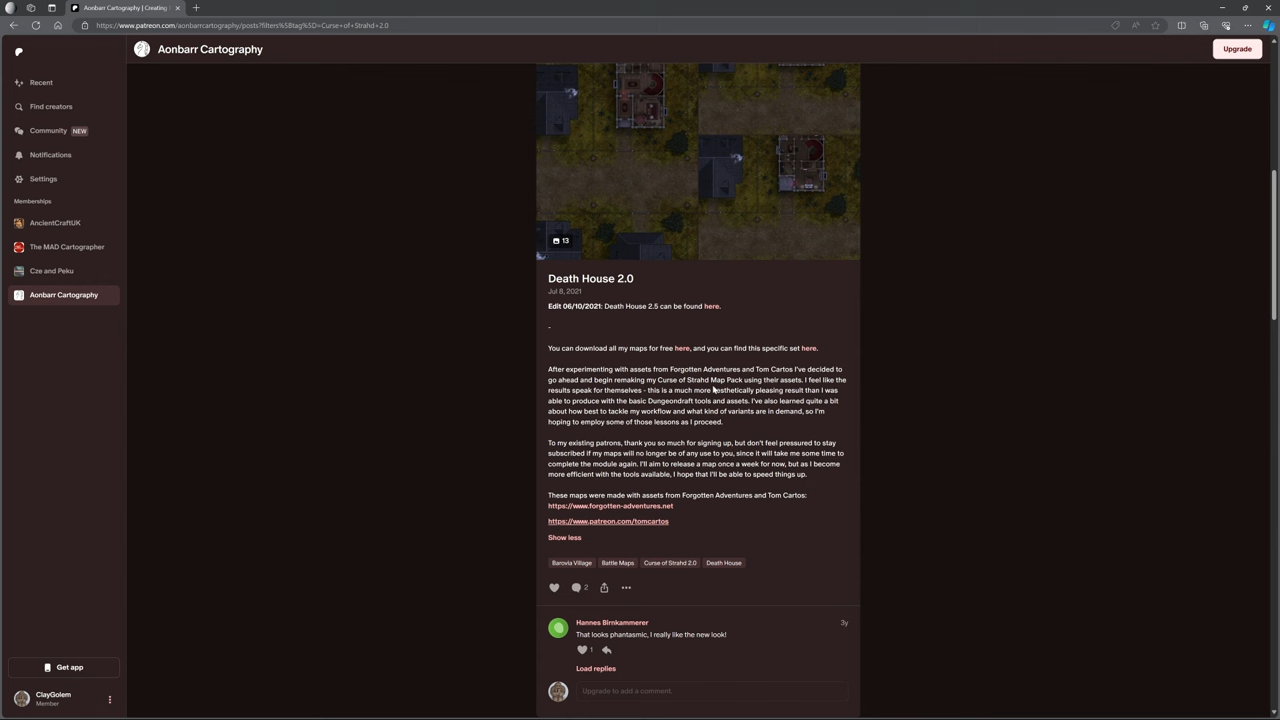 Aonbarr Cartography | Creating
https://www.patreon.com/aonbarrcartography/posts?filters%5Btag%5D=Curse+of+Strahd+2.0
Aonbarr Cartography
Upgrade
Recent
Find creators
Community NEW
Notifications
Settings
Memberships
AncientCraftUK
The MAD Cartographer
Cze and Peku
Aonbarr Cartography
13
Death House 2.0
Jul 8, 2021
Edit 06/10/2021: Death House 2.5 can be found here.
-
You can download all my maps for free here, and you can find this specific set here.
After experimenting with assets from Forgotten Adventures and Tom Cartos I've decided to
go ahead and begin remaking my Curse of Strahd Map Pack using their assets. I feel like the
results speak for themselves - this is a much more aesthetically pleasing result than I was
able to produce with the basic Dungeondraft tools and assets. I've also learned quite a bit
about how best to tackle my workflow and what kind of variants are in demand, so I'm
hoping to employ some of those lessons as I proceed.
To my existing patrons, thank you so much for signing up, but don't feel pressured to stay
subscribed if my maps will no longer be of any use to you, since it will take me some time to
complete the module again. I'll aim to release a map once a week for now, but as I become
more efficient with the tools available, I hope that I'll be able to speed things up.
These maps were made with assets from Forgotten Adventures and Tom Cartos:
https://www.forgotten-adventures.net
https://www.patreon.com/tomcartos
Show less
Barovia Village
Battle Maps
Curse of Strahd 2.0
Death House
2
Hannes BIrnkammerer
3y
That looks phantasmic, I really like the new look!
1
Load replies
Upgrade to add a comment.
Get app
ClayGolem
Member